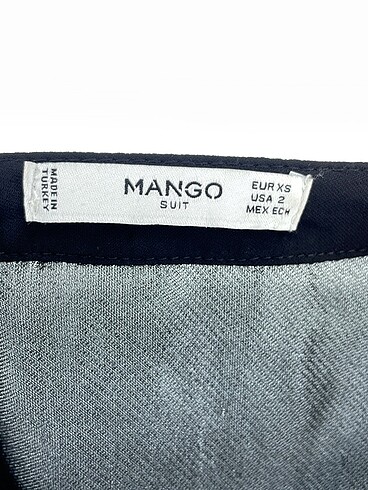 MADE IN
TURKEY
MANGO
SUIT
EUR XS
USA 2
MEX ECH